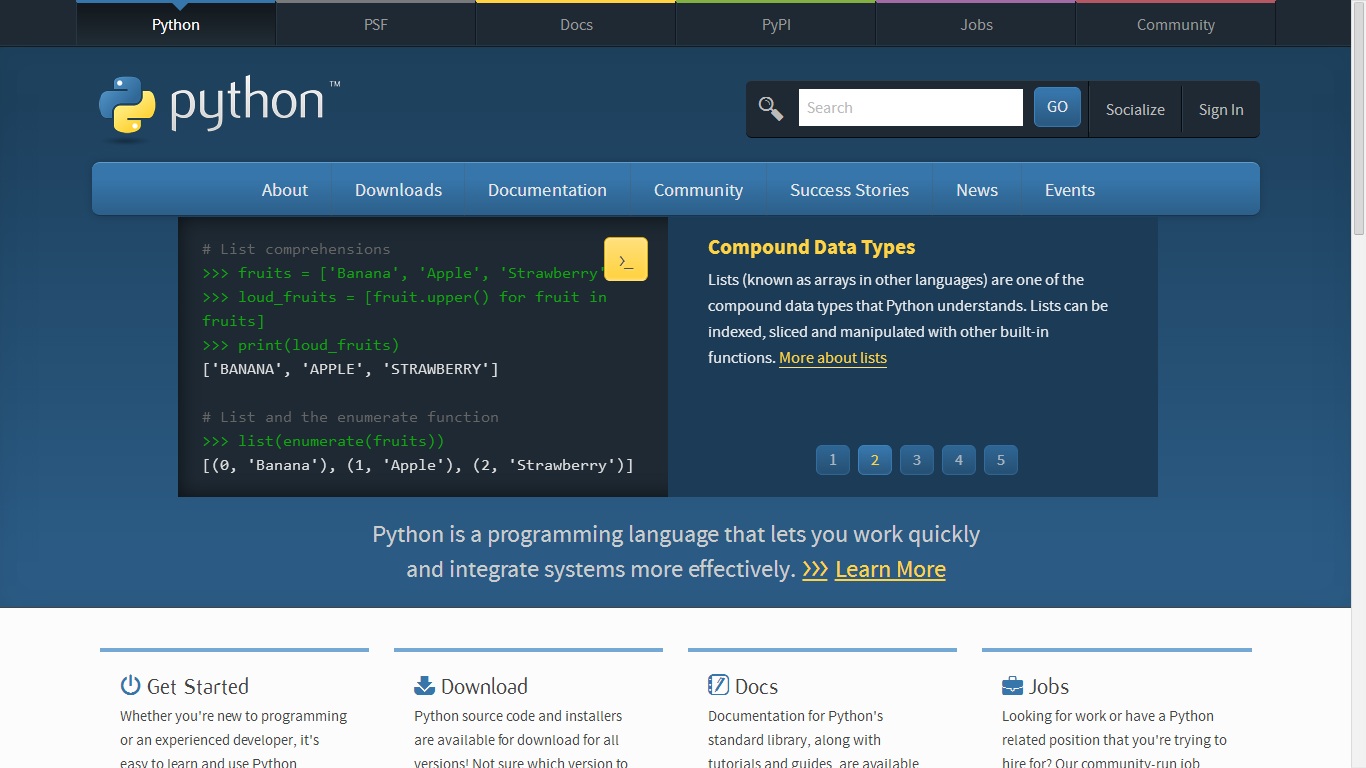 Python PSF Docs PyPI Jobs Community
python™
Search GO Socialize Sign In
About Downloads Documentation Community Success Stories News Events
# List comprehensions
>>> fruits = ['Banana', 'Apple', 'Strawberry'
>>> loud_fruits = [fruit.upper() for fruit in
fruits]
>>> print(loud_fruits)
['BANANA', 'APPLE', 'STRAWBERRY']
# List and the enumerate function
>>> list(enumerate(fruits))
[(0, 'Banana'), (1, 'Apple'), (2, 'Strawberry')]
>_
Compound Data Types
Lists (known as arrays in other languages) are one of the
compound data types that Python understands. Lists can be
indexed, sliced and manipulated with other built-in
functions. More about lists
1 2 3 4 5
Python is a programming language that lets you work quickly
and integrate systems more effectively. >>> Learn More
Get Started
Whether you're new to programming
or an experienced developer, it's
easy to learn and use Python
Download
Python source code and installers
are available for download for all
versions! Not sure which version to
Docs
Documentation for Python's
standard library, along with
tutorials and guides, are available
Jobs
Looking for work or have a Python
related position that you're trying to
hire for? Our community-run job